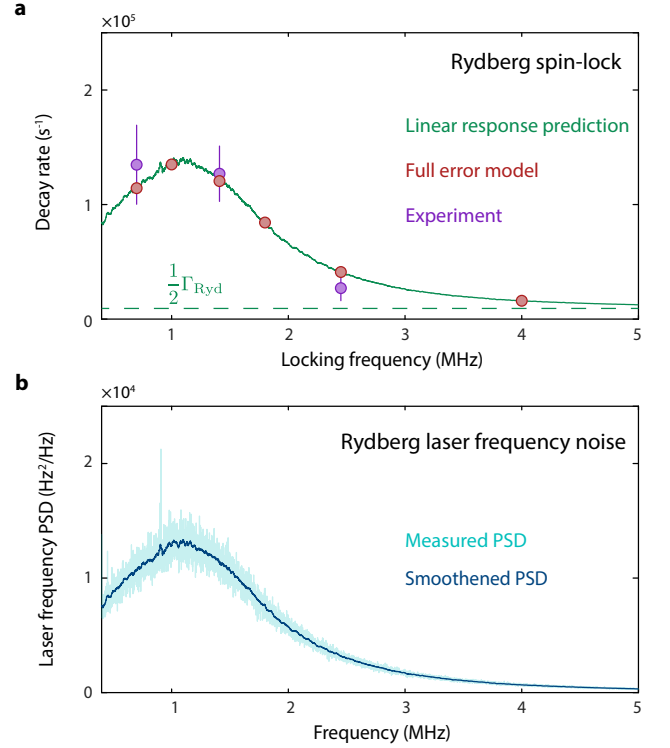 a
×10⁵
Rydberg spin-lock
Linear response prediction
Full error model
Experiment
1/2 Γ_Ryd
Decay rate (s⁻¹)
2
1
0
1 2 3 4 5
Locking frequency (MHz)
b
×10⁴
Rydberg laser frequency noise
Measured PSD
Smoothened PSD
Laser frequency PSD (Hz²/Hz)
2
1
0
1 2 3 4 5
Frequency (MHz)